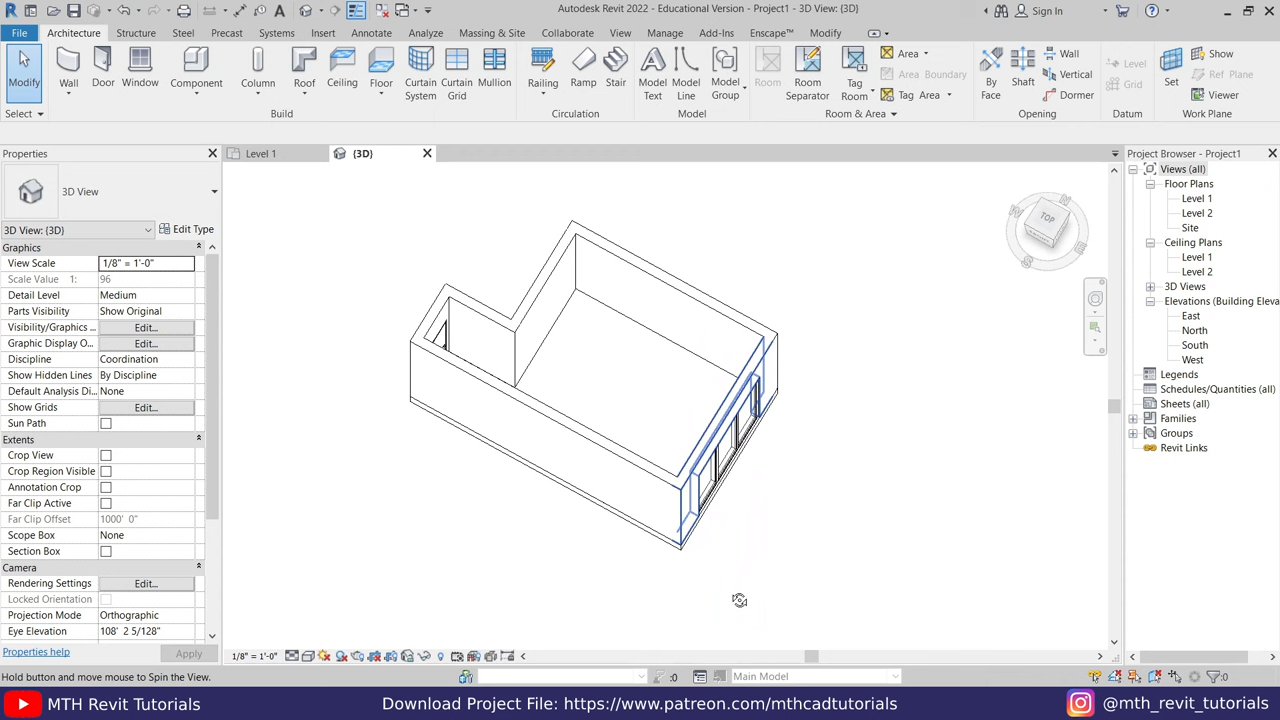 Autodesk Revit 2022 - Educational Version - Project1 - 3D View: {3D}
Sign In
File Architecture Structure Steel Precast Systems Insert Annotate Analyze Massing & Site Collaborate View Manage Add-Ins Enscape™ Modify
Modify
Wall
Door
Window
Component
Column
Roof
Ceiling
Floor
Curtain System
Curtain Grid
Mullion
Railing
Ramp
Stair
Model Text
Model Line
Model Group
Room
Room Separator
Tag Room
Area
Area Boundary
Tag Area
By Face
Shaft
Wall
Vertical
Dormer
Level
Grid
Set
Show
Ref Plane
Viewer
Select
Build
Circulation
Model
Room & Area
Opening
Datum
Work Plane
Properties
Level 1
{3D}
Project Browser - Project1
3D View
3D View: {3D}
Edit Type
Graphics
View Scale 1/8" = 1'-0"
Scale Value 1: 96
Detail Level Medium
Parts Visibility Show Original
Visibility/Graphics ... Edit...
Graphic Display O... Edit...
Discipline Coordination
Show Hidden Lines By Discipline
Default Analysis Di... None
Show Grids Edit...
Sun Path
Extents
Crop View
Crop Region Visible
Annotation Crop
Far Clip Active
Far Clip Offset 1000' 0"
Scope Box None
Section Box
Camera
Rendering Settings Edit...
Locked Orientation
Projection Mode Orthographic
Eye Elevation 108' 2 5/128"
Properties help
Apply
TOP
N
W
E
S
Views (all)
Floor Plans
Level 1
Level 2
Site
Ceiling Plans
Level 1
Level 2
3D Views
Elevations (Building Eleva
East
North
South
West
Legends
Schedules/Quantities (all)
Sheets (all)
Families
Groups
Revit Links
1/8" = 1'-0"
Hold button and move mouse to Spin the View.
:0
Main Model
:0
MTH Revit Tutorials
Download Project File: https://www.patreon.com/mthcadtutorials
@mth_revit_tutorials